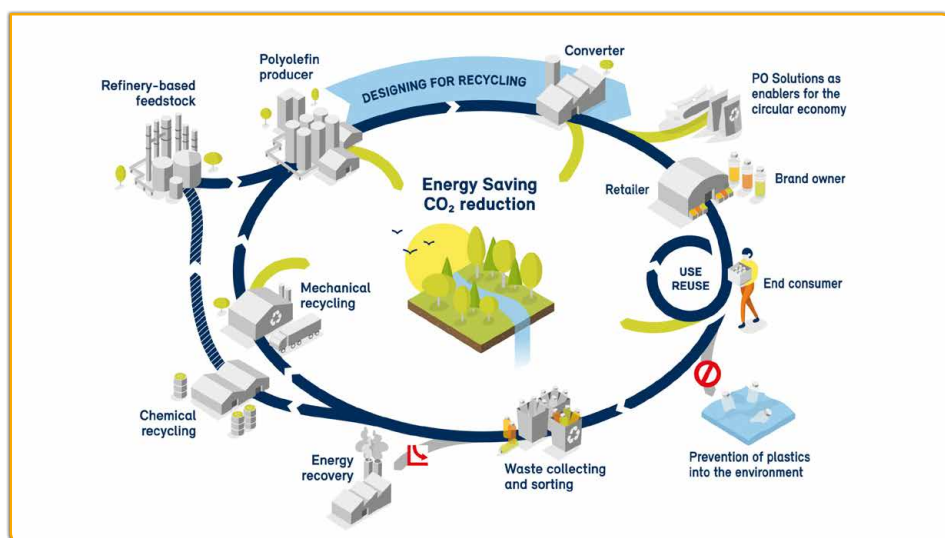 Polyolefin
producer
Refinery-based
feedstock
DESIGNING FOR RECYCLING
Converter
PO Solutions as
enablers for the
circular economy
Energy Saving
CO₂ reduction
Retailer
Brand owner
USE
REUSE
End consumer
Mechanical
recycling
Chemical
recycling
Energy
recovery
Waste collecting
and sorting
Prevention of plastics
into the environment